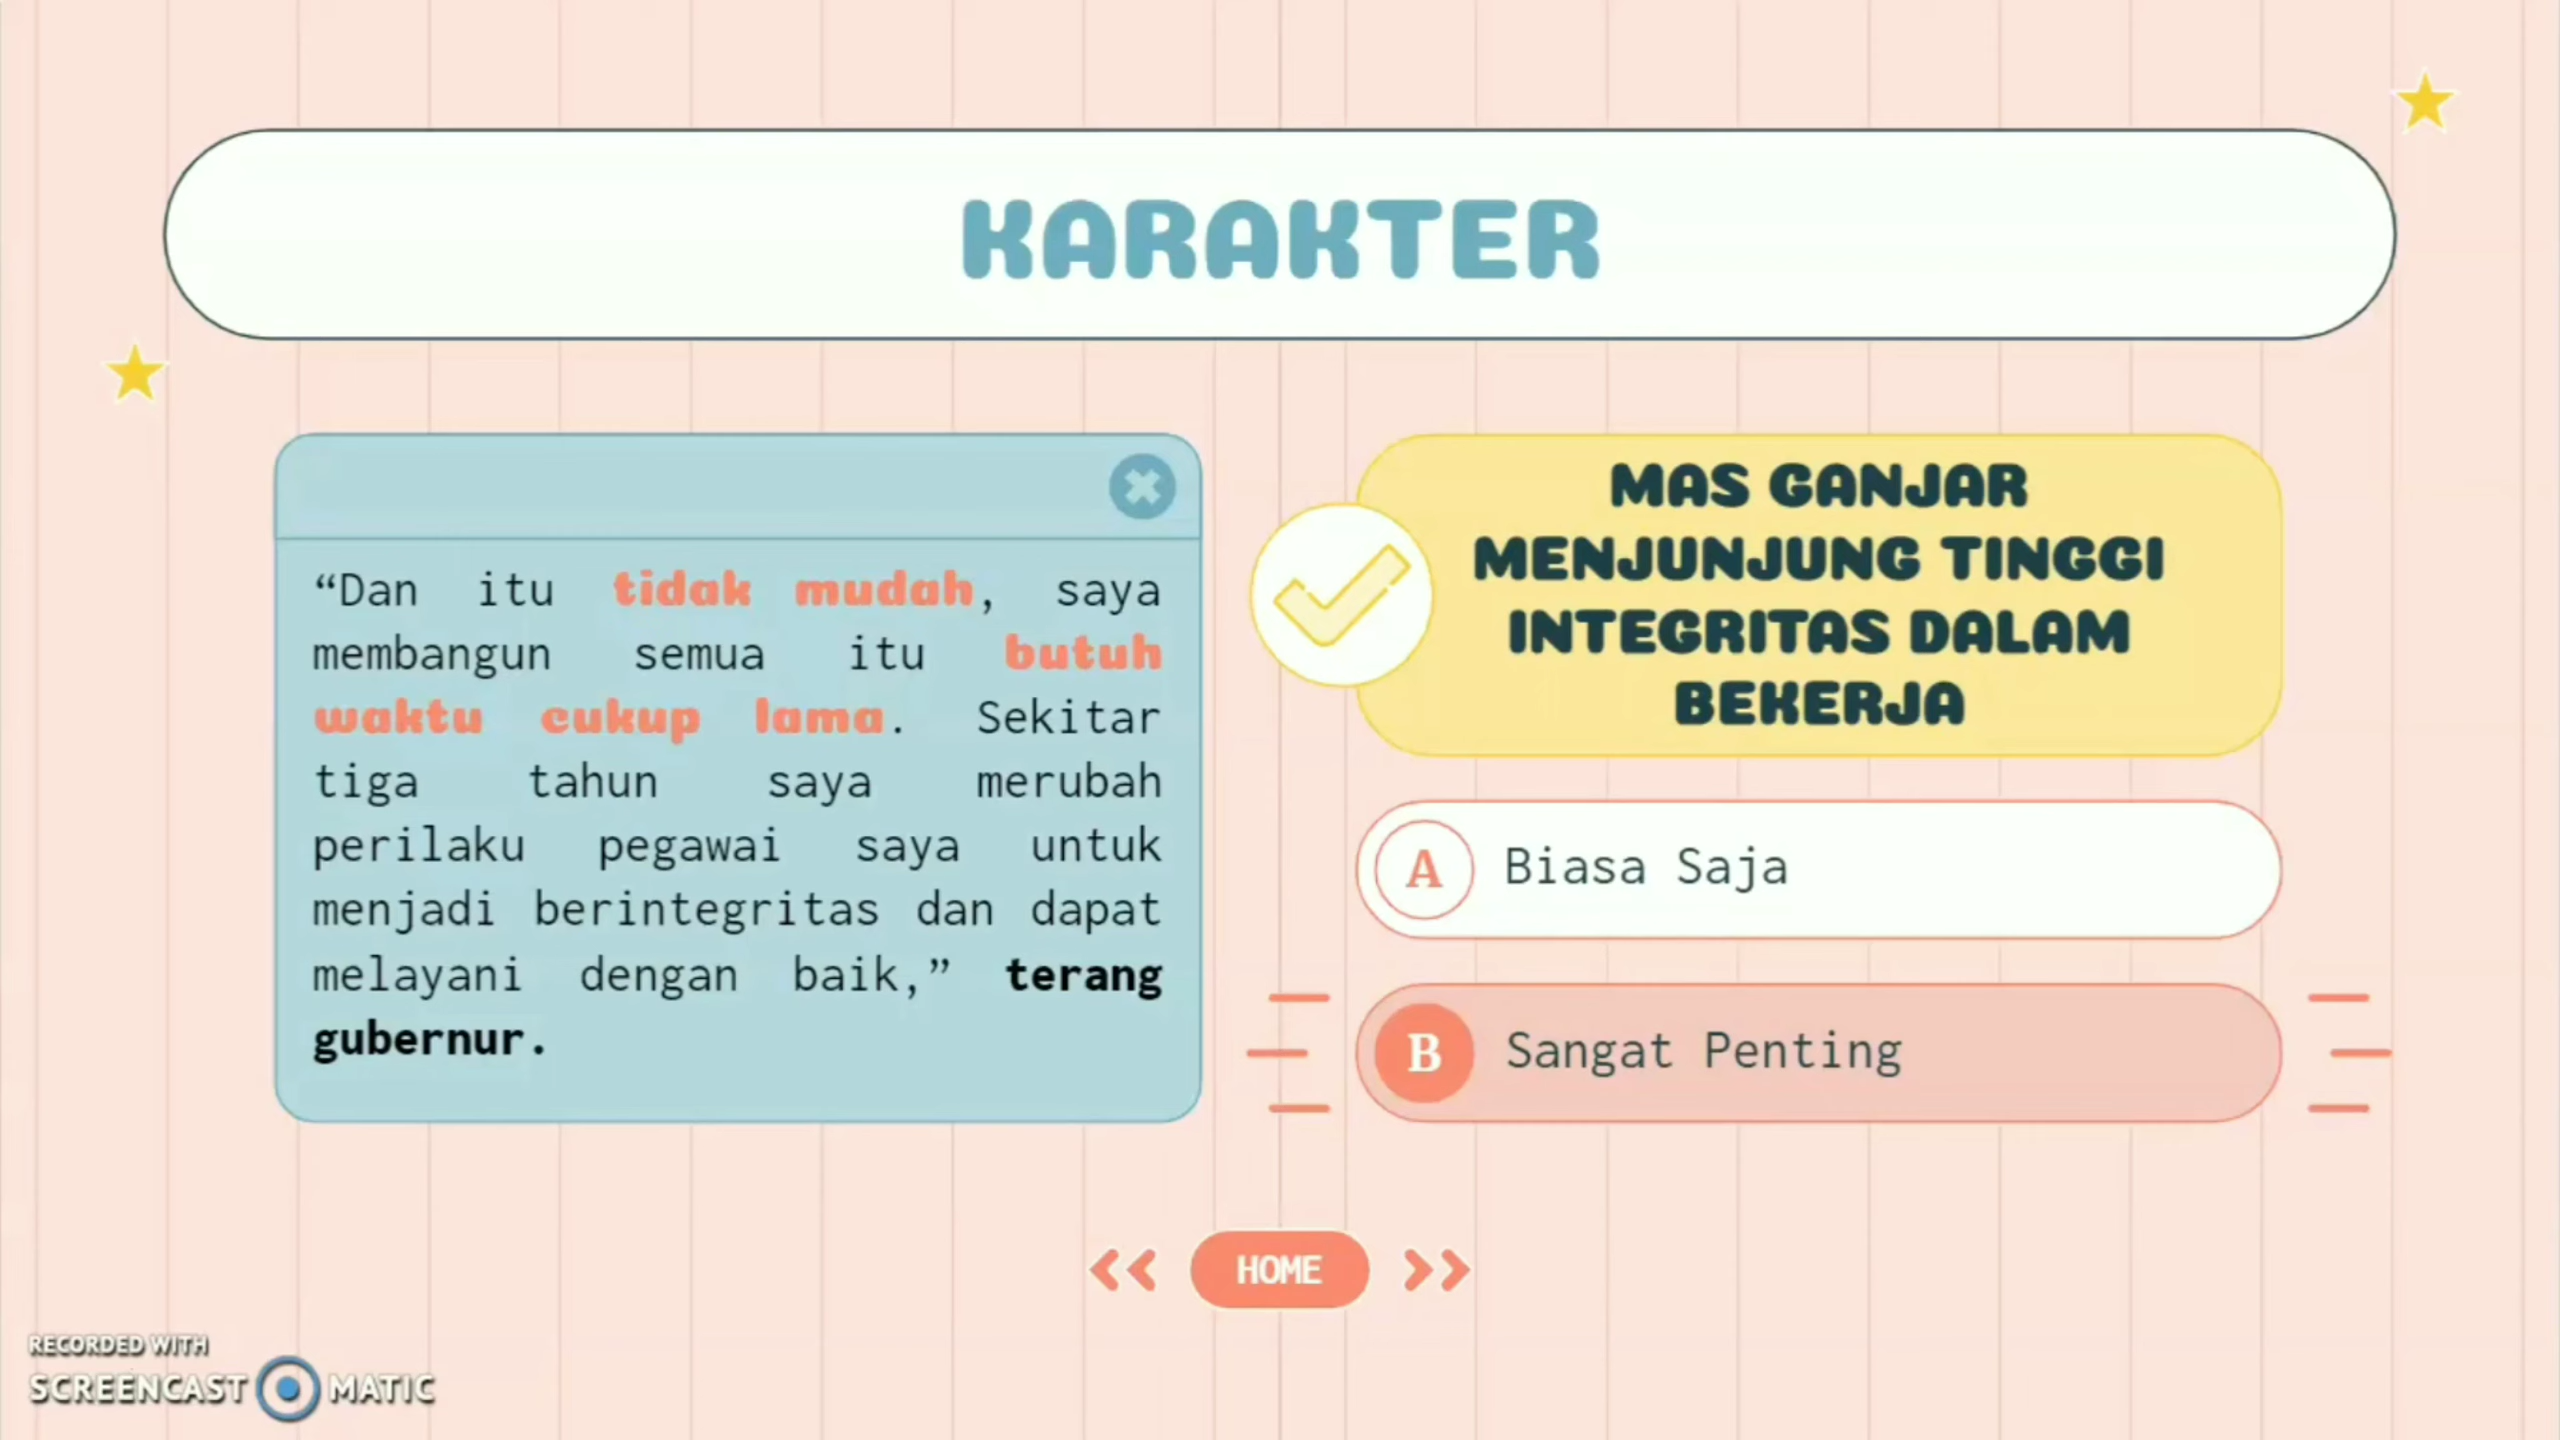 KARAKTER
“Dan itu tidak mudah, saya
membangun semua itu butuh
waktu cukup lama. Sekitar
tiga tahun saya merubah
perilaku pegawai saya untuk
menjadi berintegritas dan dapat
melayani dengan baik,” terang
gubernur.
MAS GANJAR
MENJUNJUNG TINGGI
INTEGRITAS DALAM
BEKERJA
A Biasa Saja
B Sangat Penting
HOME
RECORDED WITH
SCREENCAST MATIC